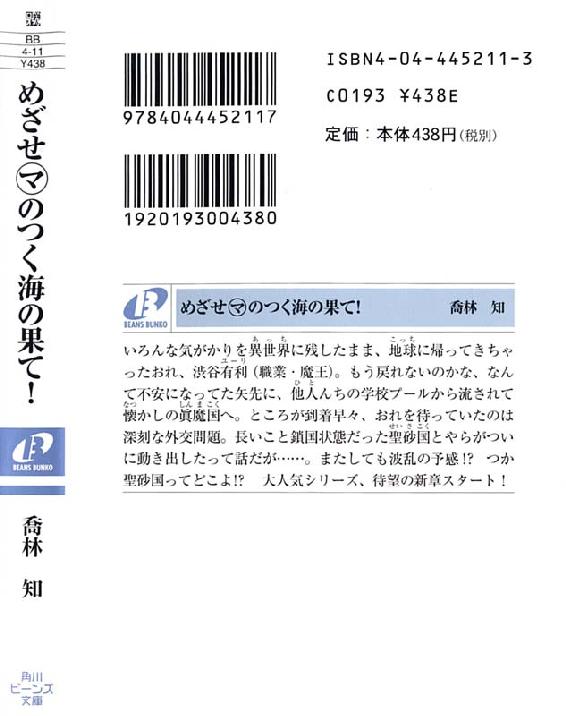 BB
4-11
Y438
めざせ㋮のつく海の果て!
BEANS BUNKO
喬林 知
角川
ビーンズ
文庫
9784044452117
1920193004380
ISBN4-04-445211-3
C0193 ¥438E
定価:本体438円(税別)
BEANS BUNKO
めざせ㋮のつく海の果て! 喬林 知
いろんな気がかりを異世界に残したまま、地球に帰ってきちゃ
ったおれ、渋谷有利(職業・魔王)。もう戻れないのかな、なん
て不安になってた矢先に、他人んちの学校プールから流されて
懐かしの眞魔国へ。ところが到着早々、おれを待っていたのは
深刻な外交問題。長いこと鎖国状態だった聖砂国とやらがつい
に動き出したって話だが……。またしても波乱の予感!? つか
聖砂国ってどこよ!? 大人気シリーズ、待望の新章スタート!